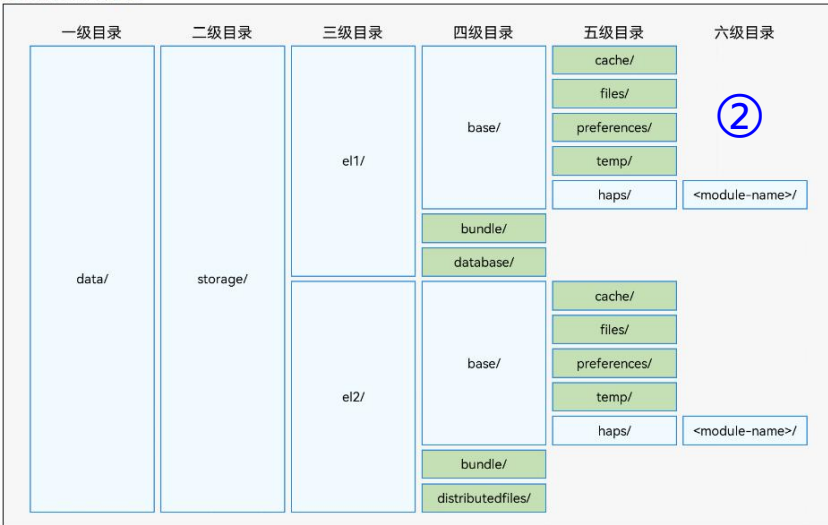 一级目录 二级目录 三级目录 四级目录 五级目录 六级目录
cache/
files/
②
base/ preferences/
el1/ temp/
haps/ <module-name>/
bundle/
database/
data/ storage/
cache/
files/
base/ preferences/
el2/ temp/
haps/ <module-name>/
bundle/
distributedfiles/